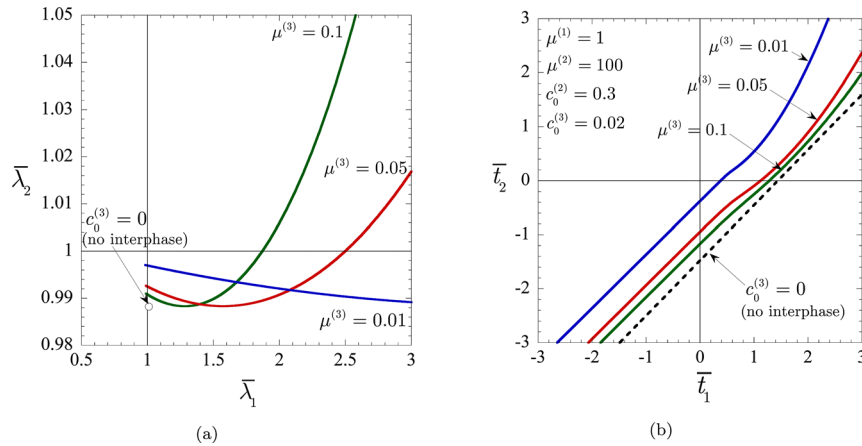 1.05
1.04
1.03
1.02
1.01
1
0.99
0.98
0.5
1
1.5
2
2.5
3
λ̅₂
λ̅₁
μ⁽³⁾ = 0.1
μ⁽³⁾ = 0.05
c₀⁽³⁾ = 0
(no interphase)
μ⁽³⁾ = 0.01
(a)
3
2
1
0
-1
-2
-3
-3
-2
-1
0
1
2
3
t̅₂
t̅₁
μ⁽¹⁾ = 1
μ⁽²⁾ = 100
c₀⁽²⁾ = 0.3
c₀⁽³⁾ = 0.02
μ⁽³⁾ = 0.01
μ⁽³⁾ = 0.05
μ⁽³⁾ = 0.1
c₀⁽³⁾ = 0
(no interphase)
(b)